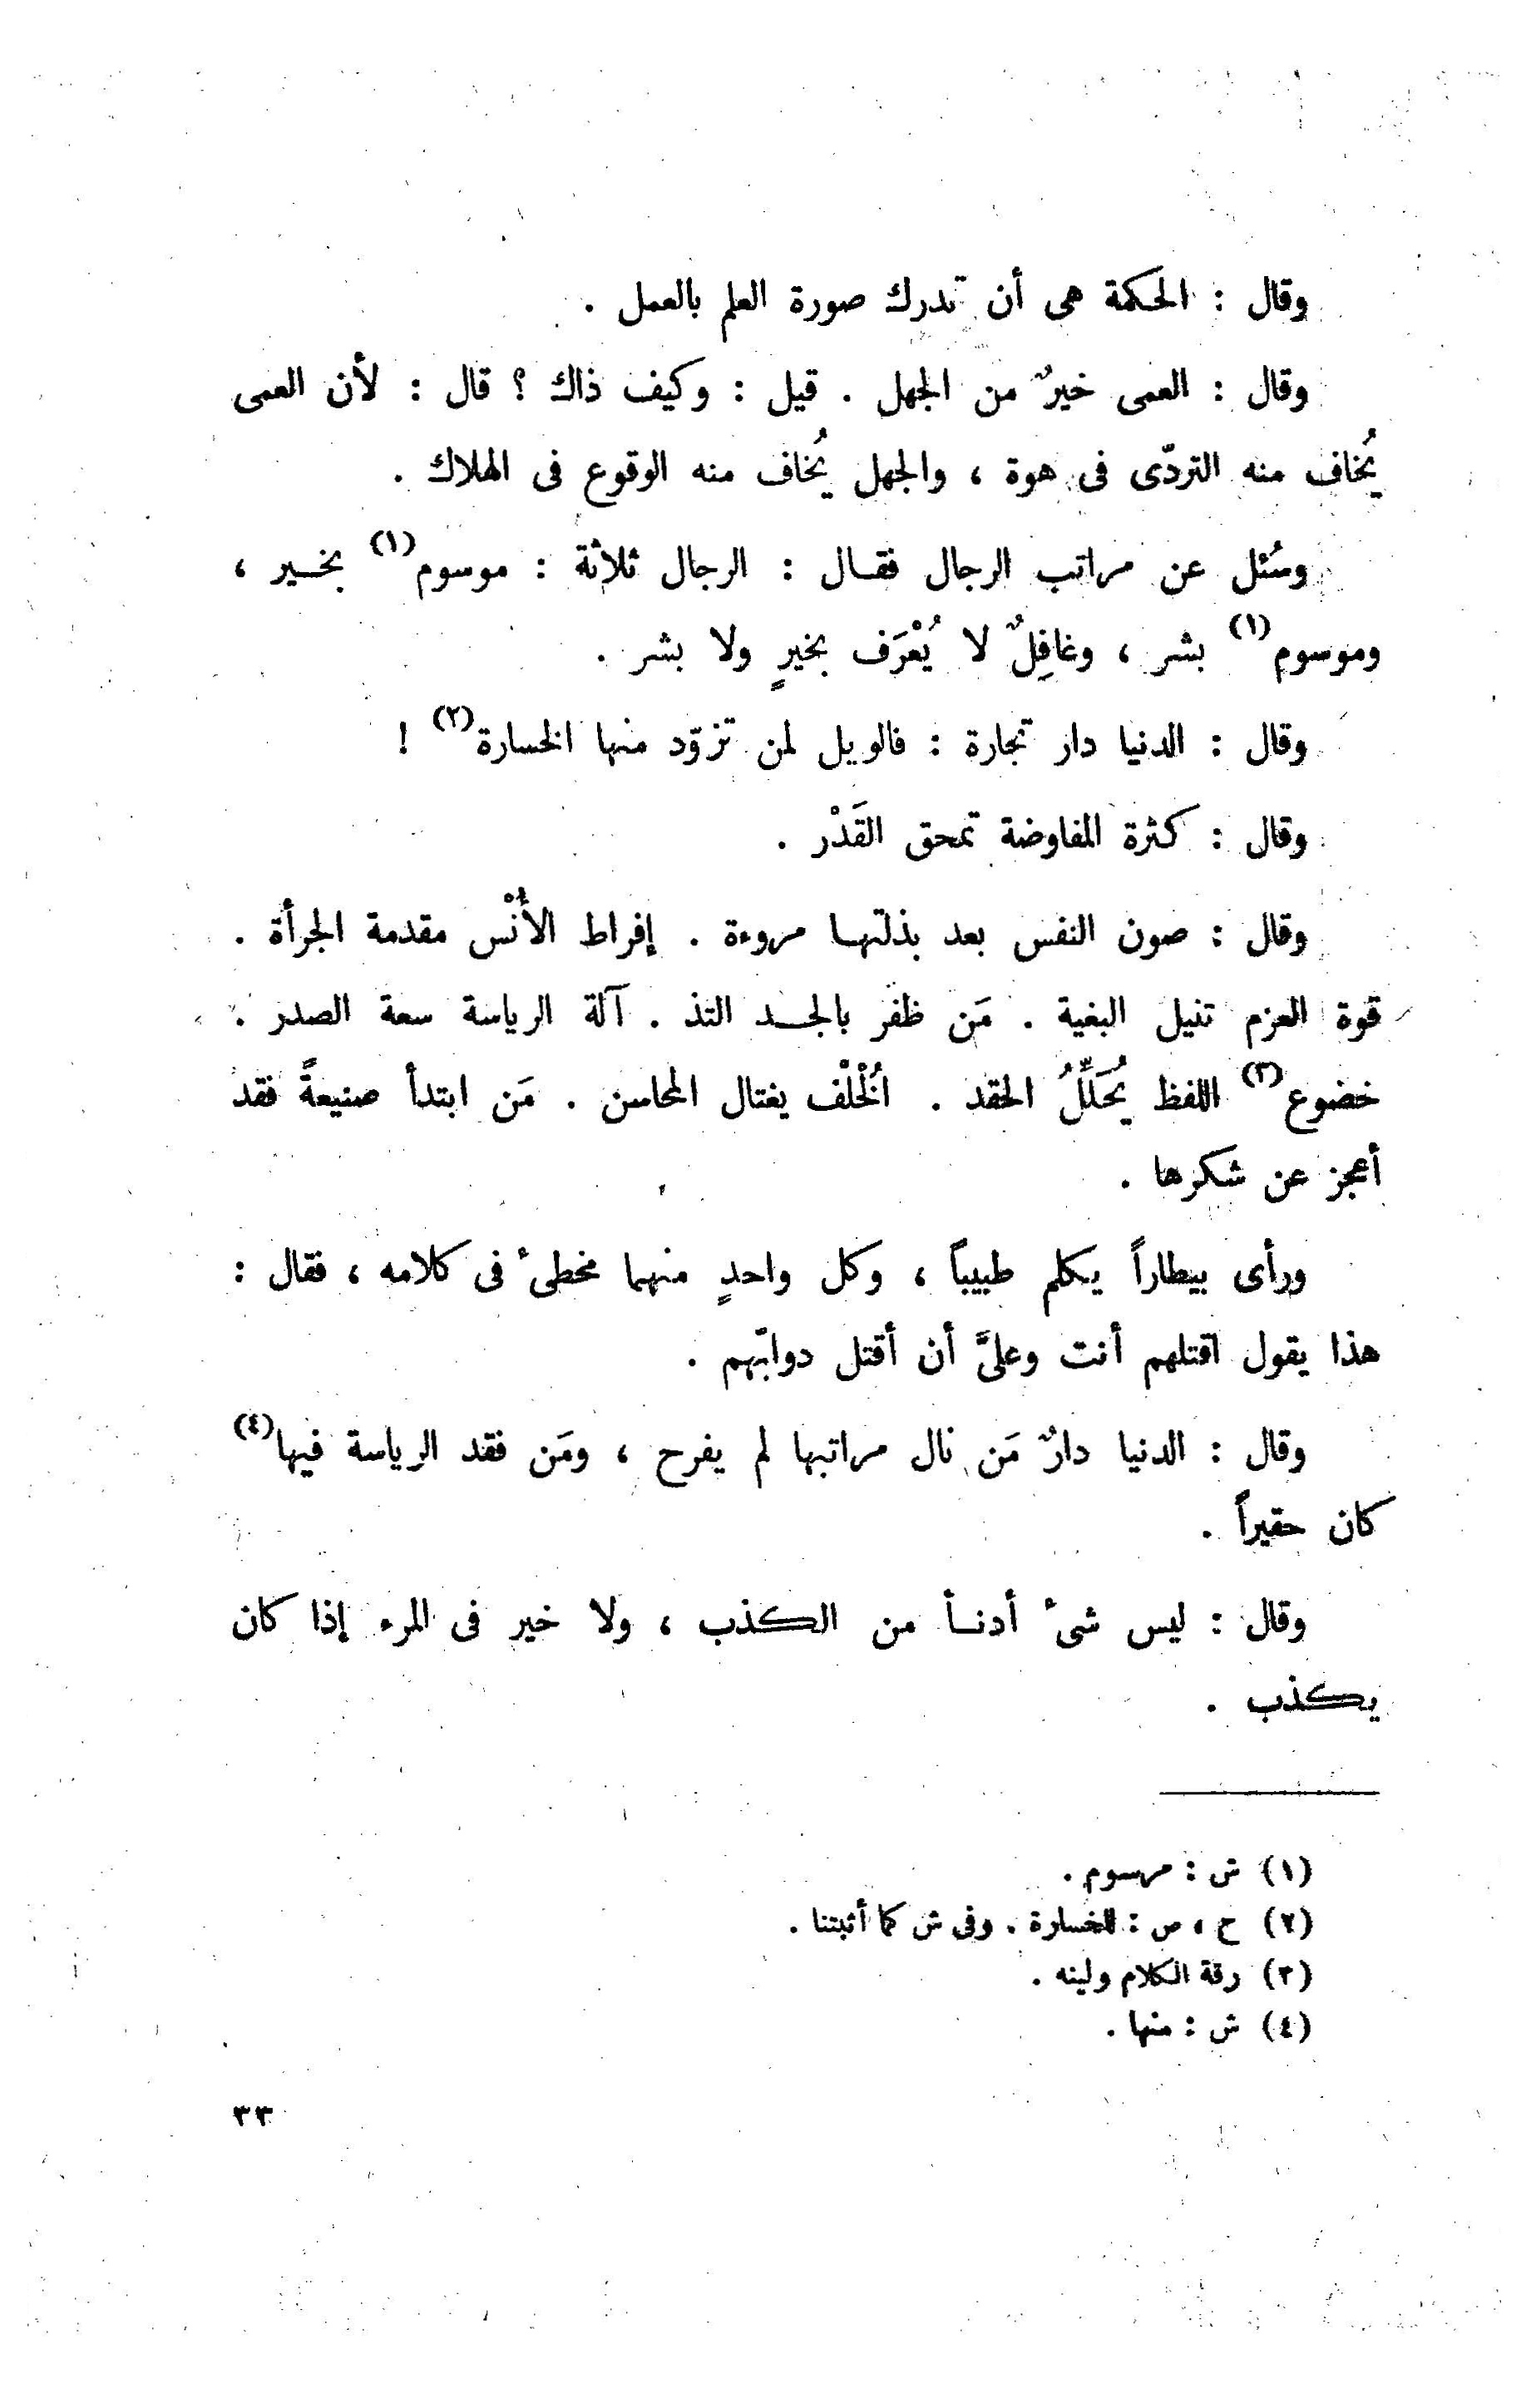 وقال : الحكمة هى أن تدرك صورة العلم بالعمل .
وقال : العمى خيرٌ من الجهل . قيل : وكيف ذاك ؟ قال : لأن العمى
يُخاف منه التردّى فى هوة ، والجهل يُخاف منه الوقوع فى الهلاك .
وسُئل عن مراتب الرجال فقال : الرجال ثلاثة : موسوم(١) بخير ،
وموسوم(١) بشر ، وغافِلٌ لا يُعْرَف بخيرٍ ولا بشر .
وقال : الدنيا دار تجارة : فالويل لمن تزوّد منها الخسارة(٢) !
وقال : كثرة المفاوضة تمحق القَدْر .
وقال : صون النفس بعد بذلتها مروءة . إفراط الأُنْس مقدمة الجرأة .
قوة العزم تنيل البغية . مَن ظفر بالجد التذ . آلة الرياسة سعة الصدر .
خضوع(٣) اللفظ يُحَلِّلُ الحقد . الخُلْف يغتال المحاسن . مَن ابتدأ صنيعةً فقد
أعجز عن شكرها .
ورأى بيطاراً يكلم طبيباً ، وكل واحدٍ منهما مخطىٔ فى كلامه ، فقال :
هذا يقول اقتلهم أنت وعلىَّ أن أقتل دوابّهم .
وقال : الدنيا دارٌ مَن نال مراتبها لم يفرح ، ومَن فقد الرياسة فيها(٤)
كان حقيراً .
وقال : ليس شىٔ أدنأ من الكذب ، ولا خير فى المرء إذا كان
يكذب .
(١) ش : مرسوم .
(٢) ح ، ص : للخسارة . وفى ش كما أثبتنا .
(٣) رقة الكلام ولينه .
(٤) ش : منها .
٣٣